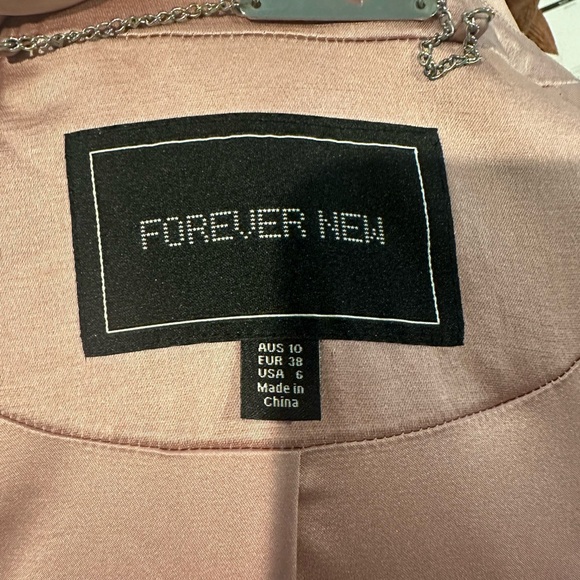 FOREVER NEW
AUS 10
EUR 38
USA 6
Made in
China